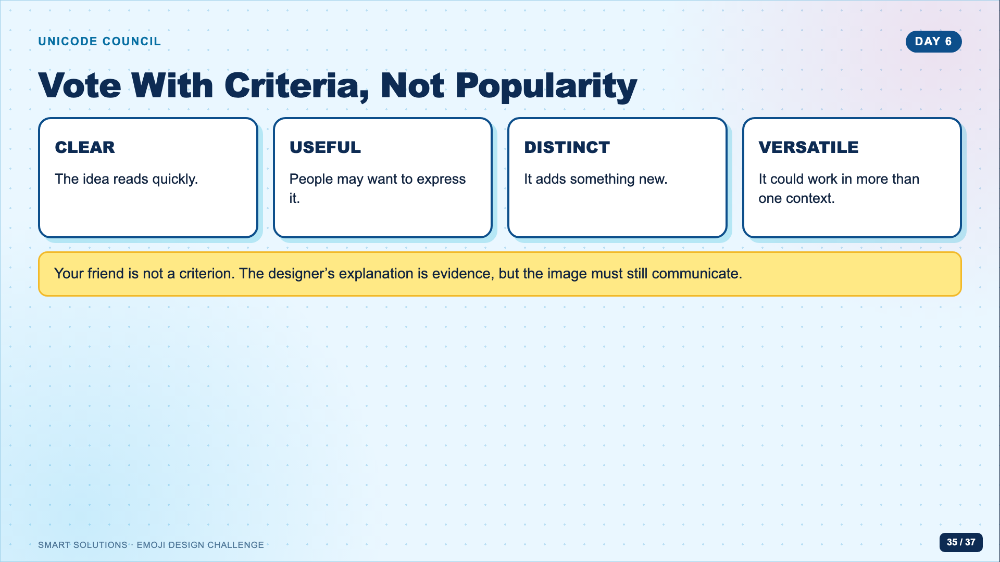 UNICODE COUNCIL
DAY 6
Vote With Criteria, Not Popularity
CLEAR
The idea reads quickly.
USEFUL
People may want to express
it.
DISTINCT
It adds something new.
VERSATILE
It could work in more than
one context.
Your friend is not a criterion. The designer’s explanation is evidence, but the image must still communicate.
SMART SOLUTIONS · EMOJI DESIGN CHALLENGE
35 / 37